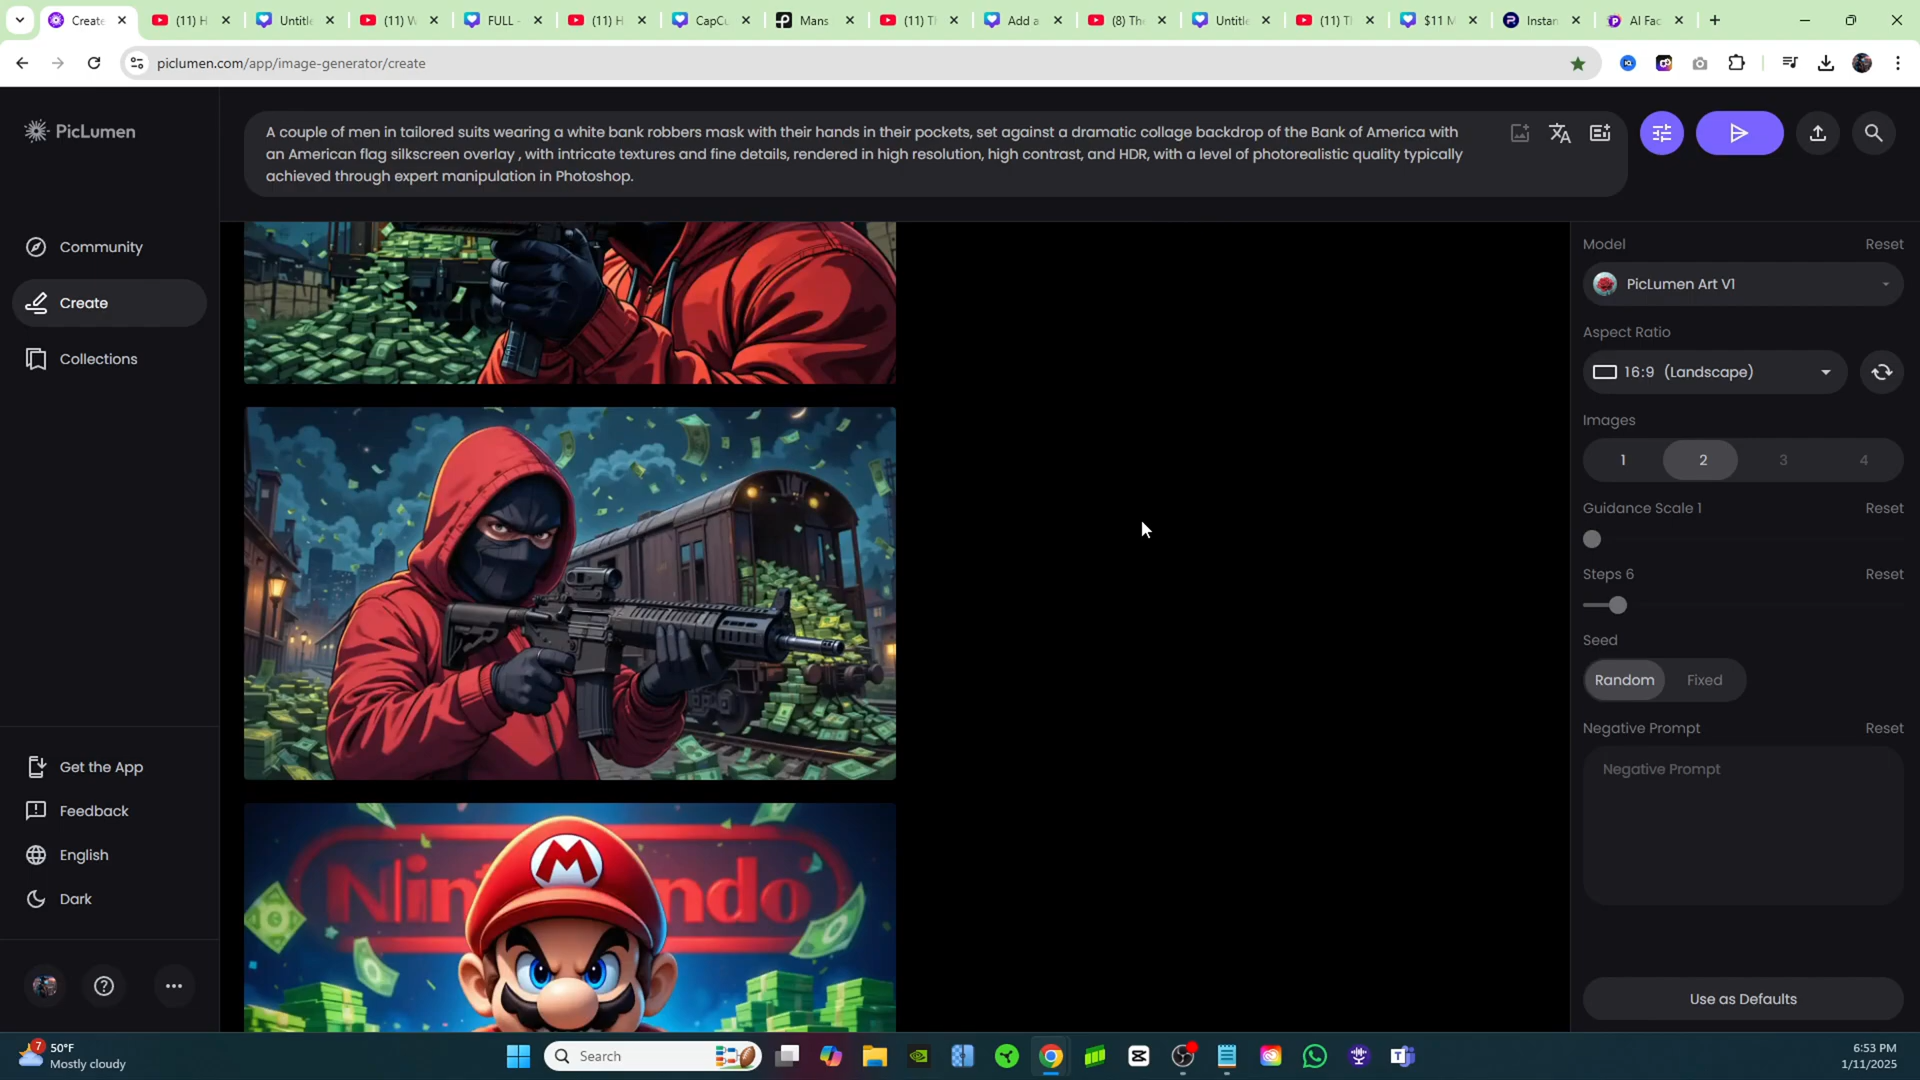 Create
(11) H
Untitle
(11) W
FULL -
(11) H
CapCu
Mans
(11) Th
Add a
(8) The
Untitle
(11) Tl
$11 M
Instan
AI Fac
piclumen.com/app/image-generator/create
PicLumen
A couple of men in tailored suits wearing a white bank robbers mask with their hands in their pockets, set against a dramatic collage backdrop of the Bank of America with
an American flag silkscreen overlay , with intricate textures and fine details, rendered in high resolution, high contrast, and HDR, with a level of photorealistic quality typically
achieved through expert manipulation in Photoshop.
Community
Create
Collections
Get the App
Feedback
English
Dark
Model
Reset
PicLumen Art V1
Aspect Ratio
16:9 (Landscape)
Images
1
2
3
4
Guidance Scale 1
Reset
Steps 6
Reset
Seed
Random
Fixed
Negative Prompt
Reset
Negative Prompt
Use as Defaults
M
7
50°F
Mostly cloudy
Search
6:53 PM
1/11/2025